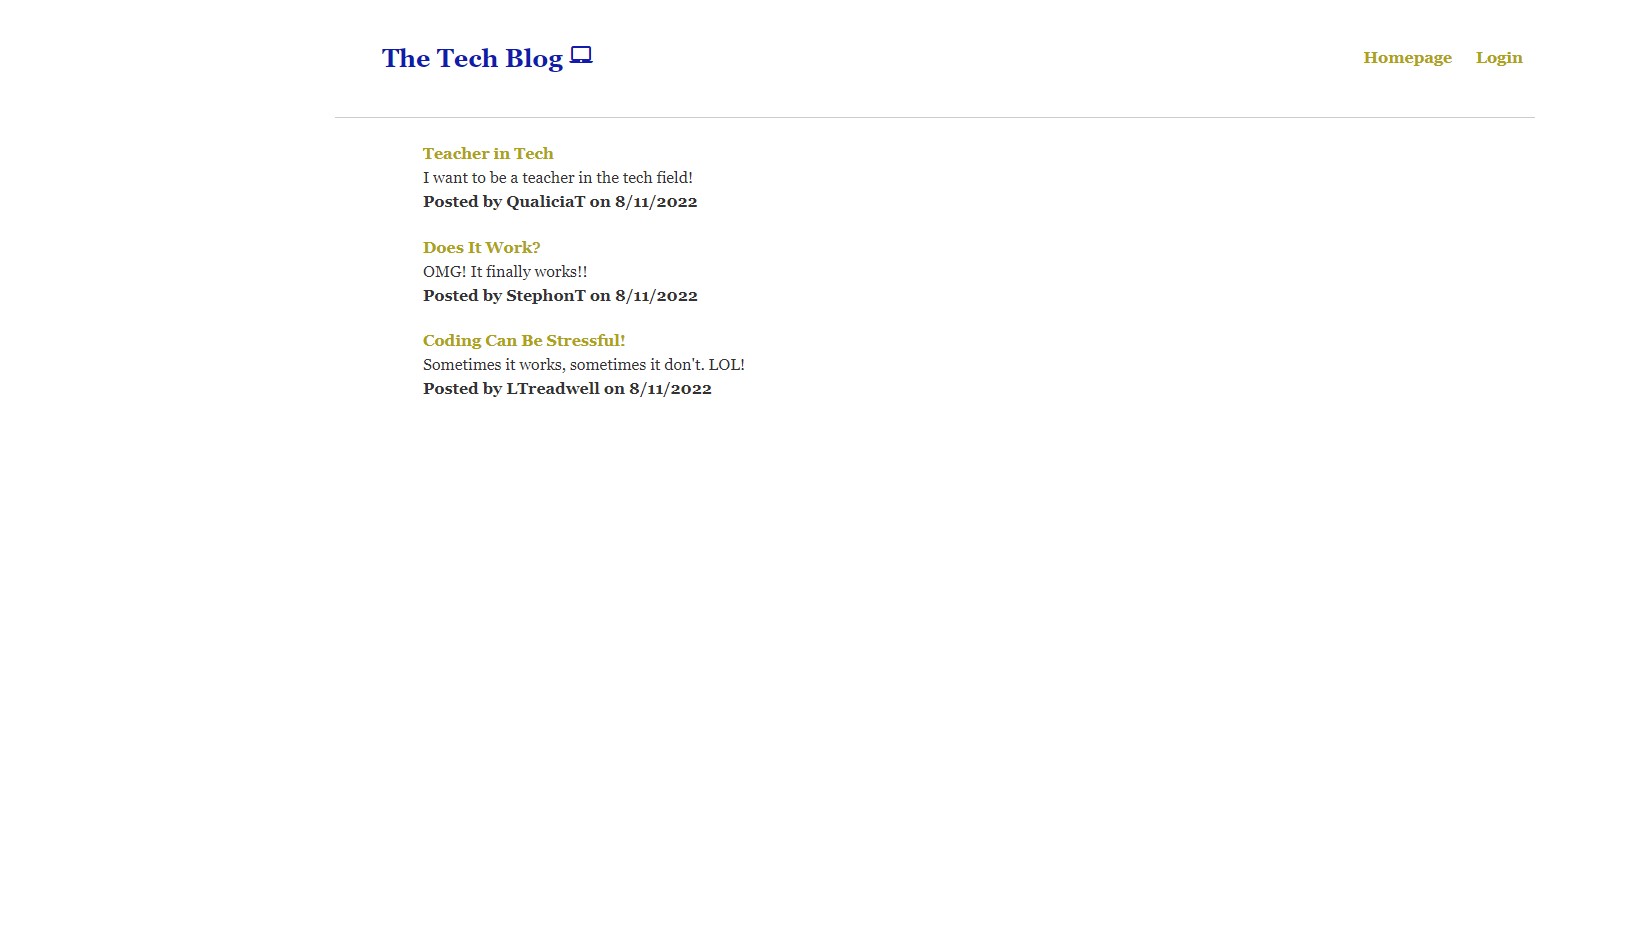 The Tech Blog
Homepage Login
Teacher in Tech
I want to be a teacher in the tech field!
Posted by QualiciaT on 8/11/2022
Does It Work?
OMG! It finally works!!
Posted by StephonT on 8/11/2022
Coding Can Be Stressful!
Sometimes it works, sometimes it don't. LOL!
Posted by LTreadwell on 8/11/2022